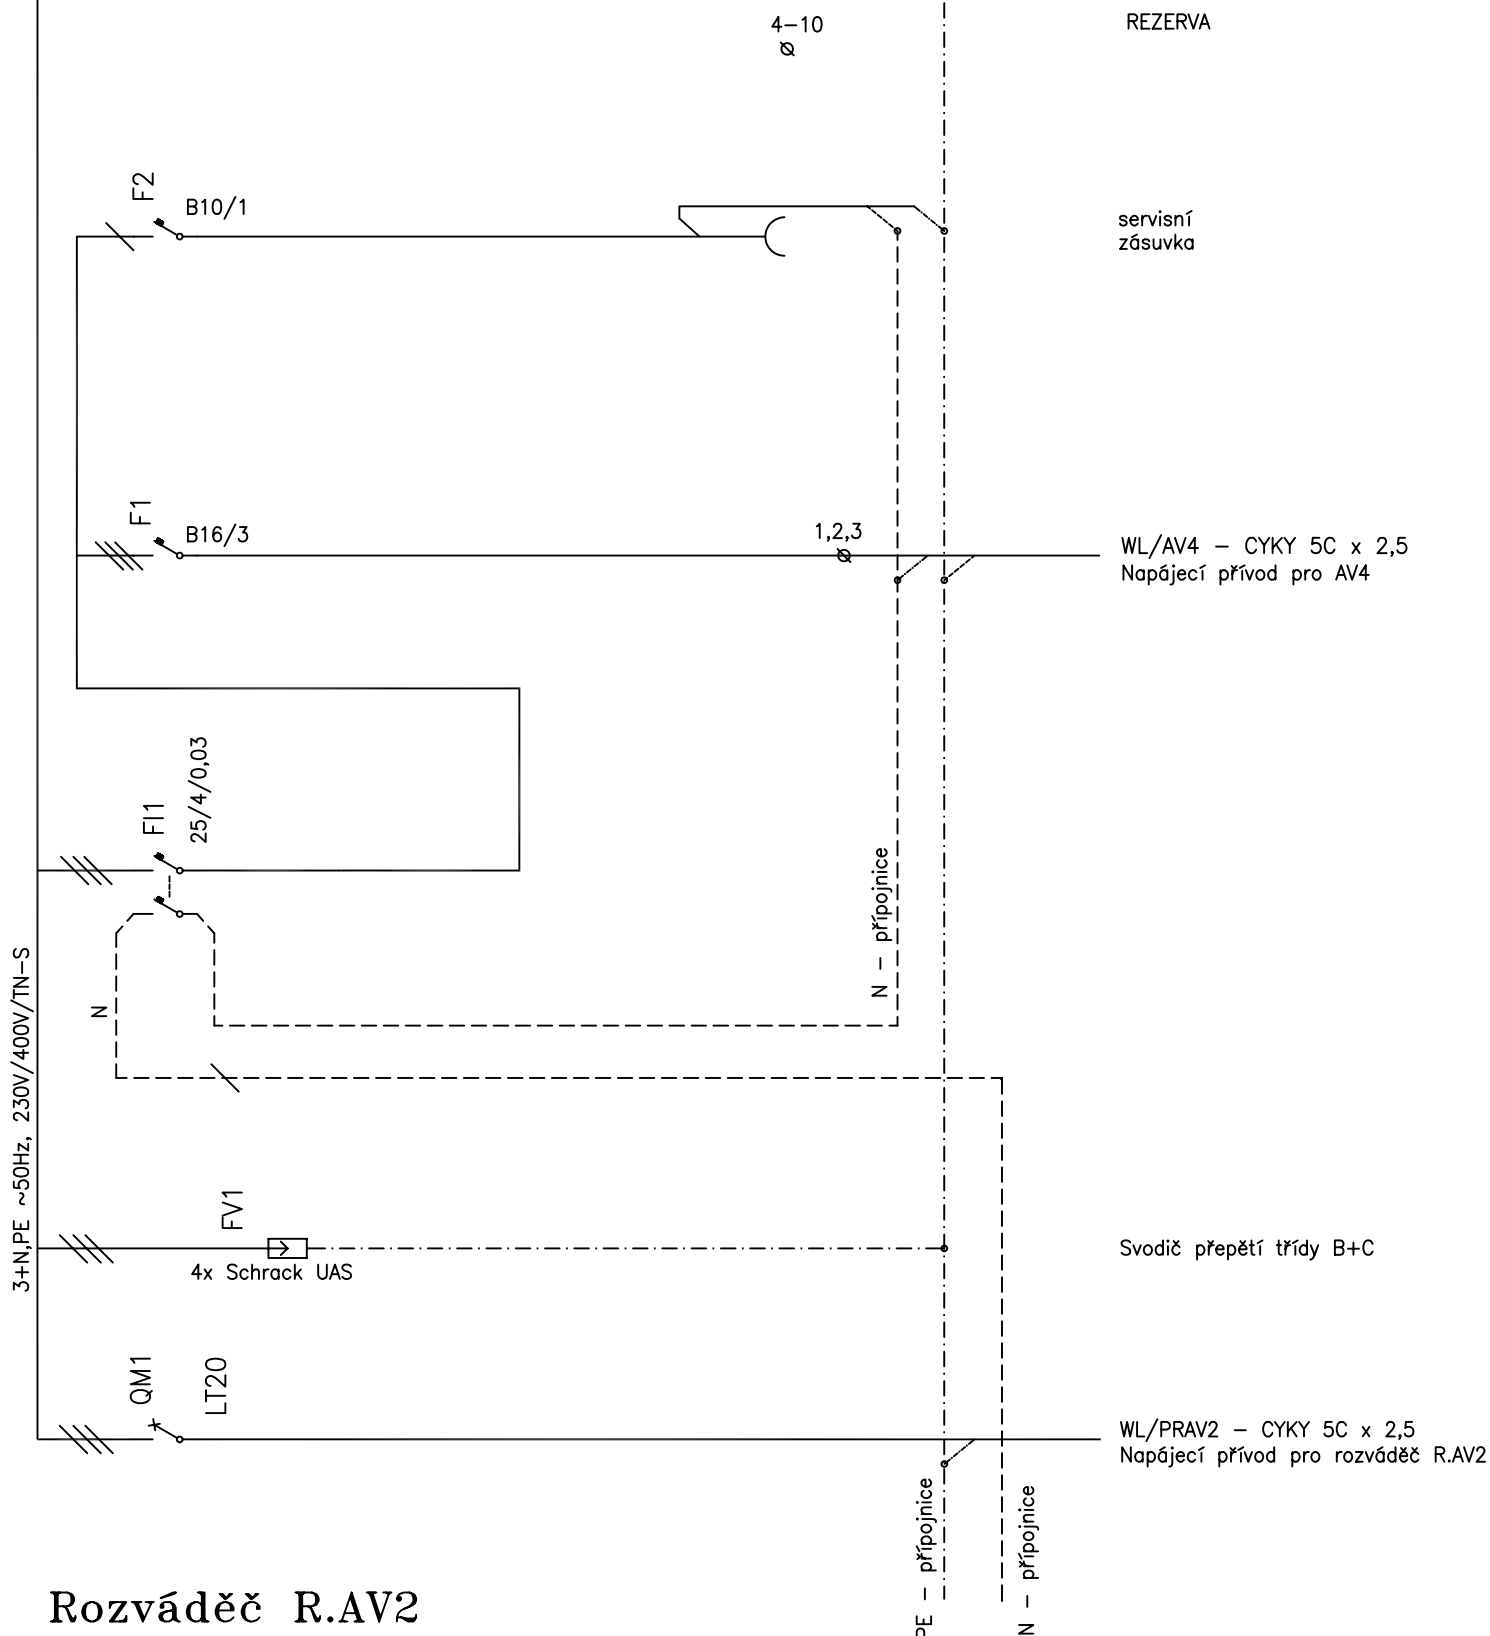 4-10
REZERVA
F2
B10/1
servisní
zásuvka
F1
B16/3
1,2,3
WL/AV4 - CYKY 5C x 2,5
Napájecí přívod pro AV4
FI1
25/4/0,03
N - přípojnice
N
3+N,PE ~50Hz, 230V/400V/TN-S
FV1
4x Schrack UAS
Svodič přepětí třídy B+C
QM1
LT20
WL/PRAV2 - CYKY 5C x 2,5
Napájecí přívod pro rozváděč R.AV2
PE - přípojnice
N - přípojnice
Rozváděč R.AV2